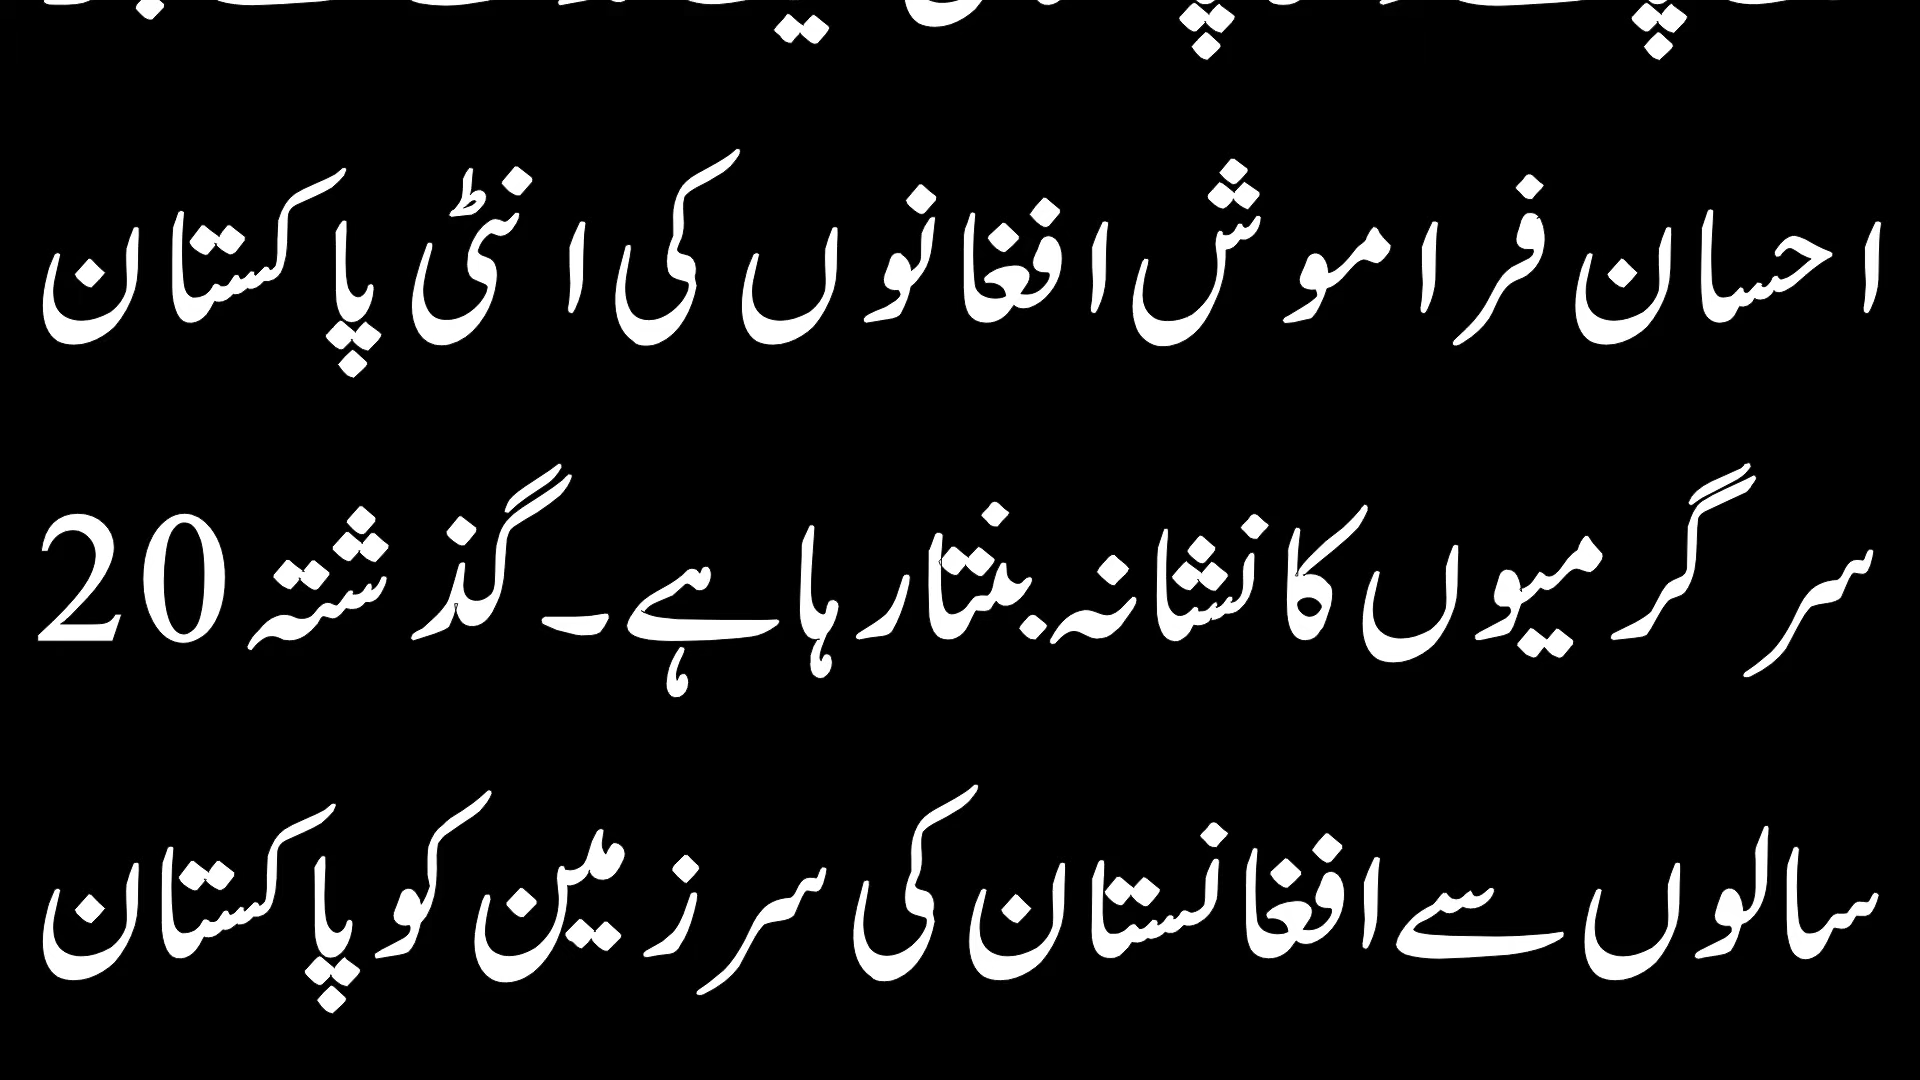 احسان فراموش افغانوں کی انٹی پاکستان
سرگرمیوں کا نشانہ بنتا رہا ہے۔ گذشتہ 20
سالوں سے افغانستان کی سرزمین کو پاکستان